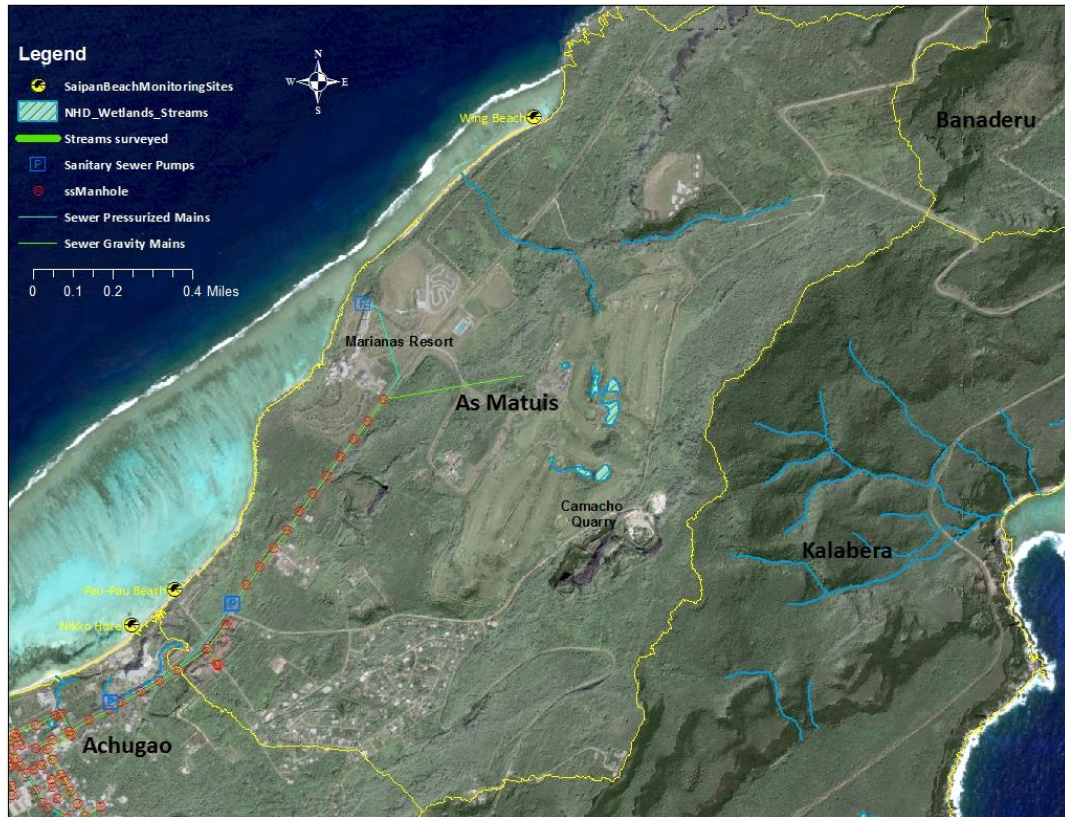 Legend
SaipanBeachMonitoringSites
NHD_Wetlands_Streams
Streams surveyed
P
Sanitary Sewer Pumps
ssManhole
Sewer Pressurized Mains
Sewer Gravity Mains
0 0.1 0.2 0.4 Miles
N
W E
S
Wing Beach
Banaderu
P
Marianas Resort
As Matuis
Camacho
Quarry
Kalabera
Pau-Pau Beach
P
Nikko Hotel
P
Achugao